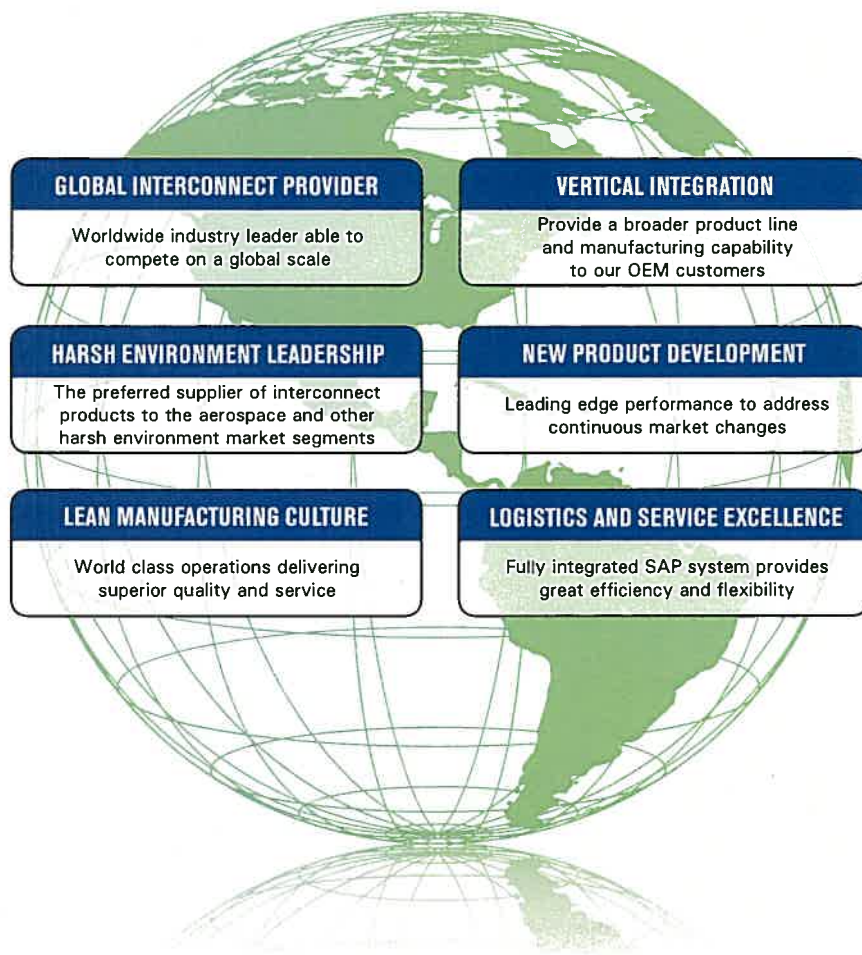 GLOBAL INTERCONNECT PROVIDER
Worldwide industry leader able to
compete on a global scale
VERTICAL INTEGRATION
Provide a broader product line
and manufacturing capability
to our OEM customers
HARSH ENVIRONMENT LEADERSHIP
The preferred supplier of interconnect
products to the aerospace and other
harsh environment market segments
NEW PRODUCT DEVELOPMENT
Leading edge performance to address
continuous market changes
LEAN MANUFACTURING CULTURE
World class operations delivering
superior quality and service
LOGISTICS AND SERVICE EXCELLENCE
Fully integrated SAP system provides
great efficiency and flexibility